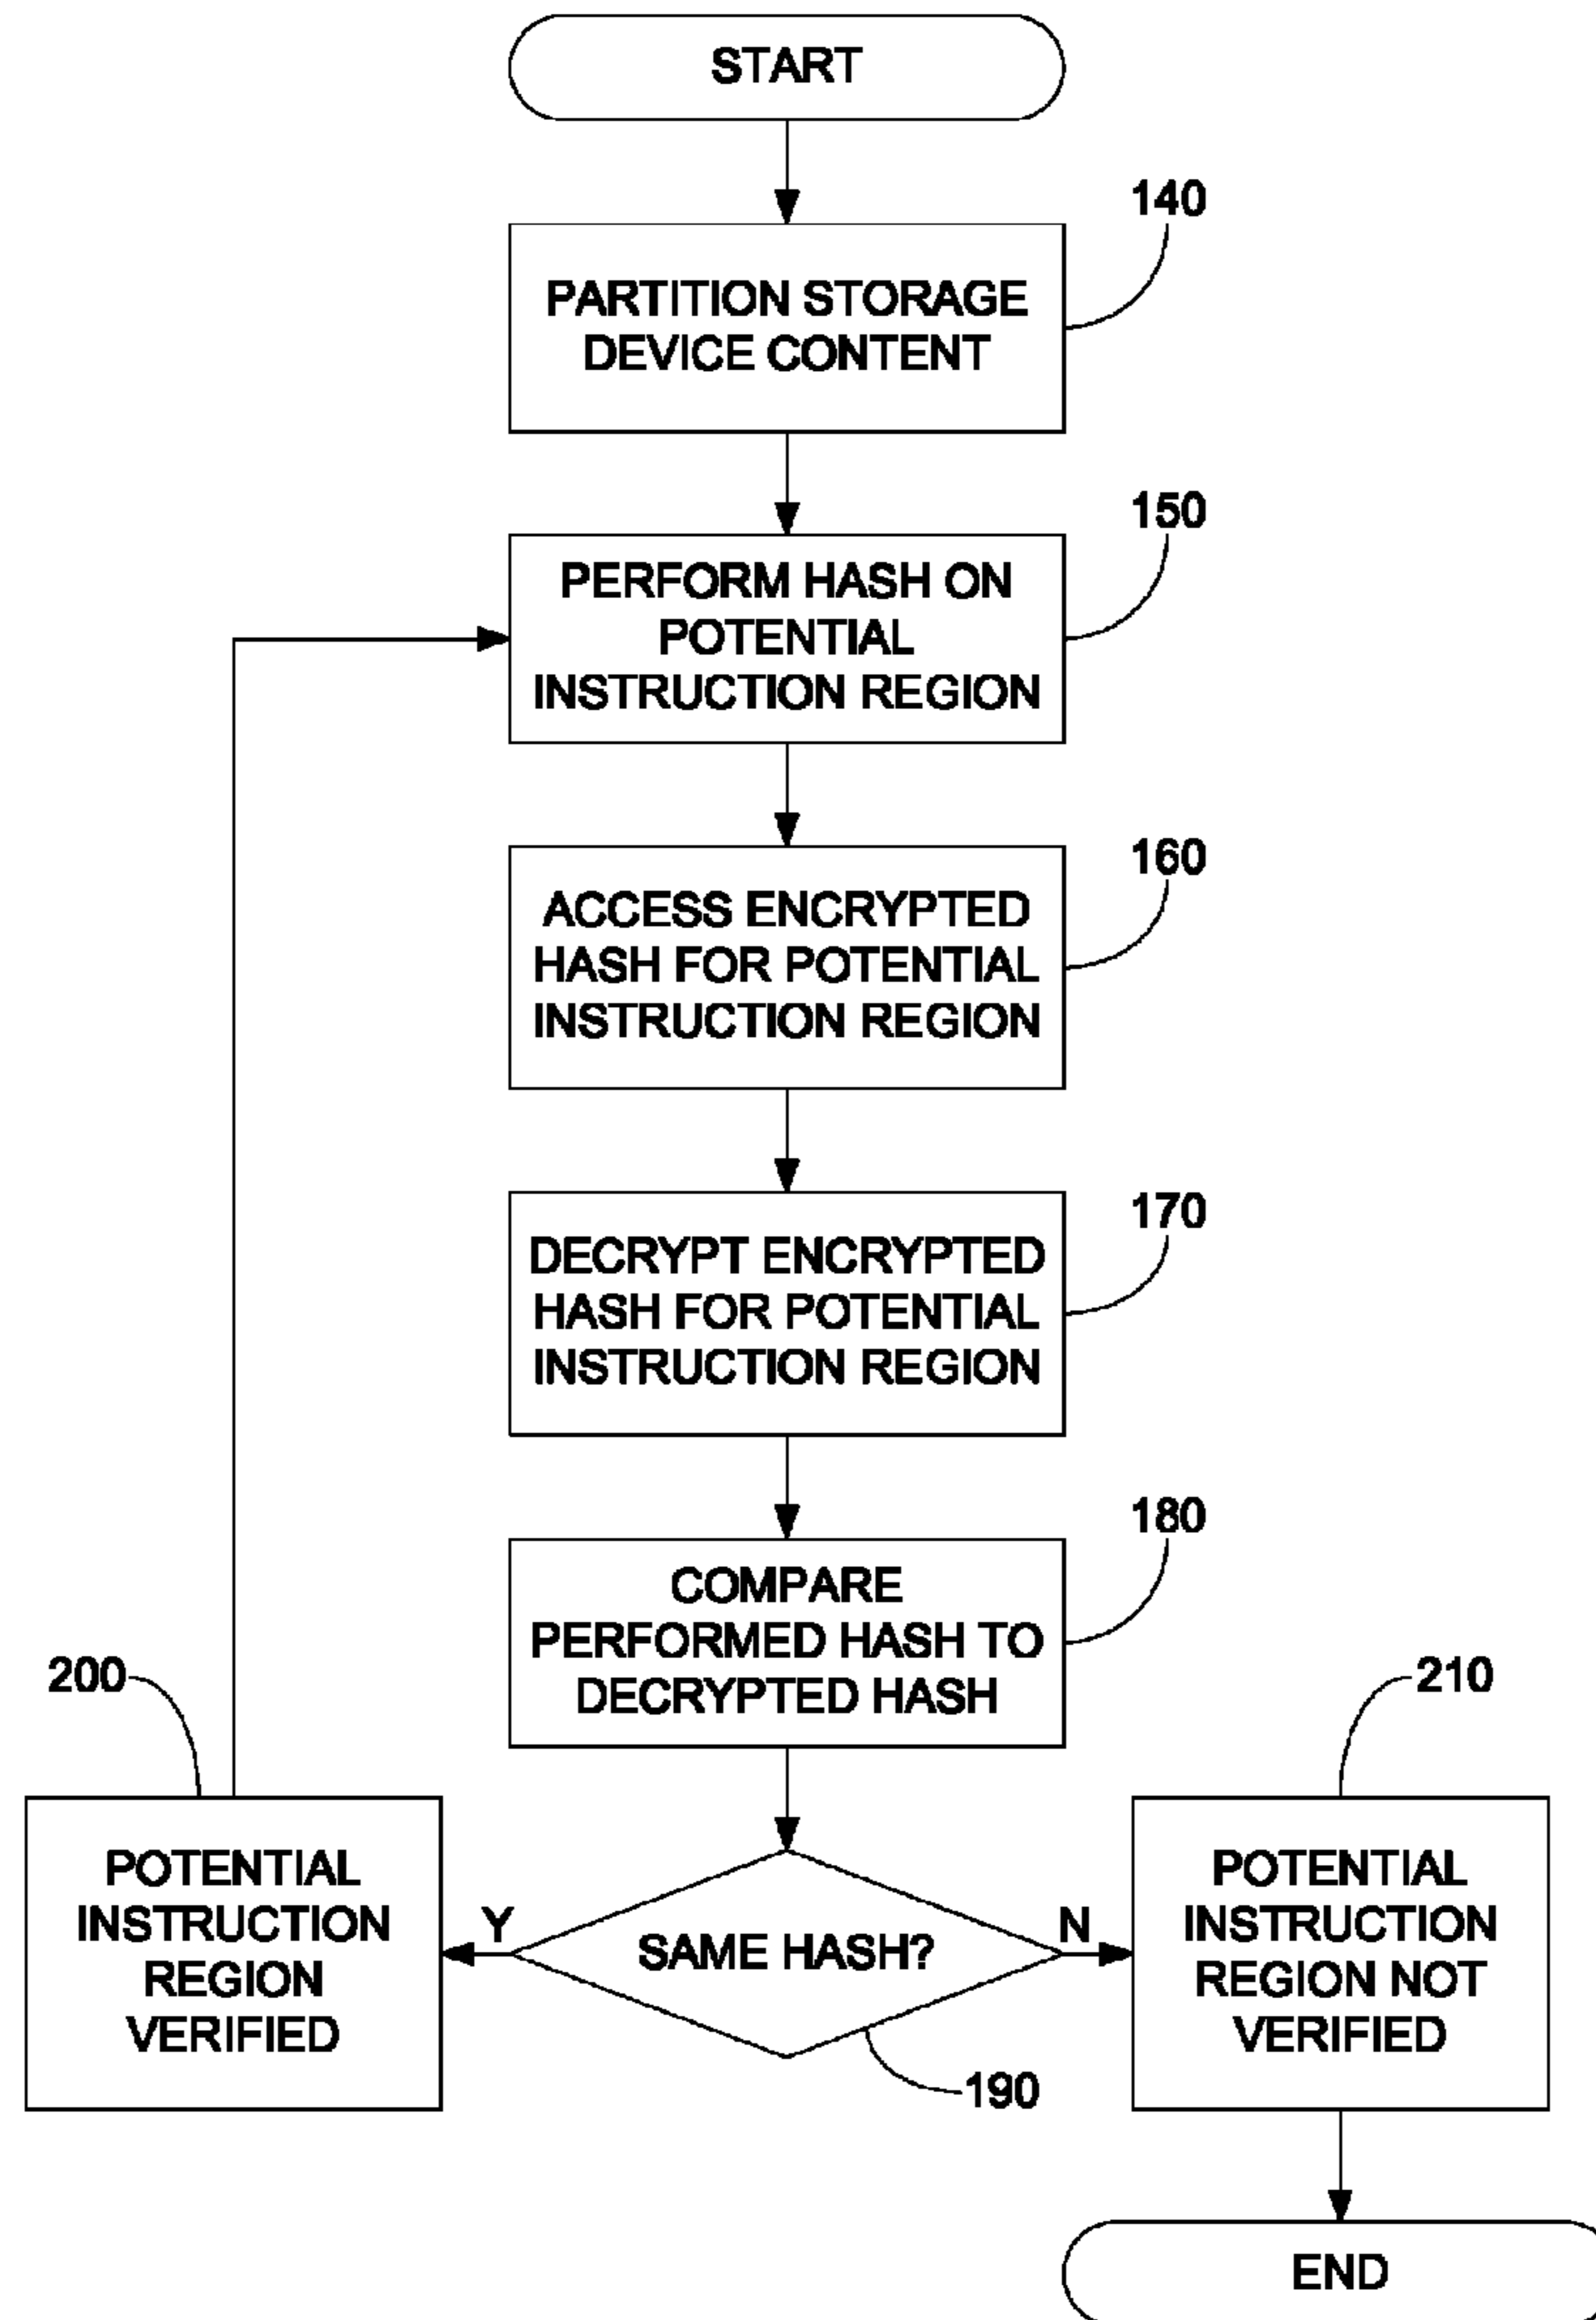 START
140
PARTITION STORAGE
DEVICE CONTENT
150
PERFORM HASH ON
POTENTIAL
INSTRUCTION REGION
160
ACCESS ENCRYPTED
HASH FOR POTENTIAL
INSTRUCTION REGION
170
DECRYPT ENCRYPTED
HASH FOR POTENTIAL
INSTRUCTION REGION
180
COMPARE
PERFORMED HASH TO
DECRYPTED HASH
200
POTENTIAL
INSTRUCTION
REGION
VERIFIED
Y
SAME HASH?
N
190
210
POTENTIAL
INSTRUCTION
REGION NOT
VERIFIED
END